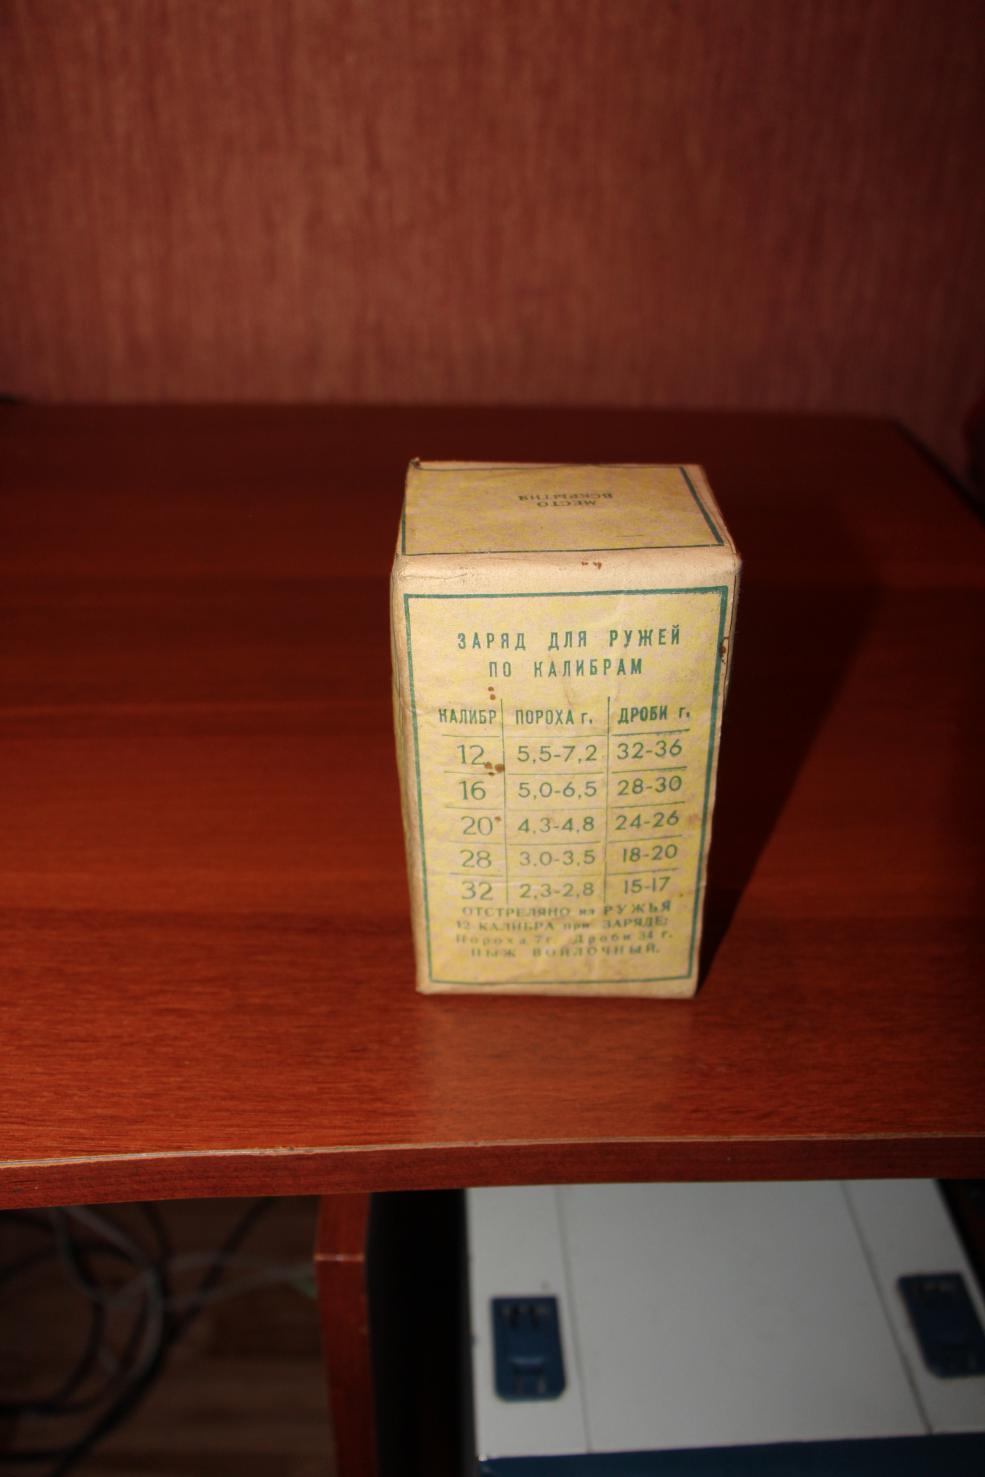 МЕСТО
ВСКРЫТИЯ
ЗАРЯД ДЛЯ РУЖЕЙ
ПО КАЛИБРАМ
КАЛИБР ПОРОХА г. ДРОБИ г.
12 5,5-7,2 32-36
16 5,0-6,5 28-30
20 4,3-4,8 24-26
28 3,0-3,5 18-20
32 2,3-2,8 15-17
ОТСТРЕЛЯНО из РУЖЬЯ
12 КАЛИБРА при ЗАРЯДЕ:
Пороха 7 г. Дроби 34 г.
ПЫЖ ВОЙЛОЧНЫЙ.